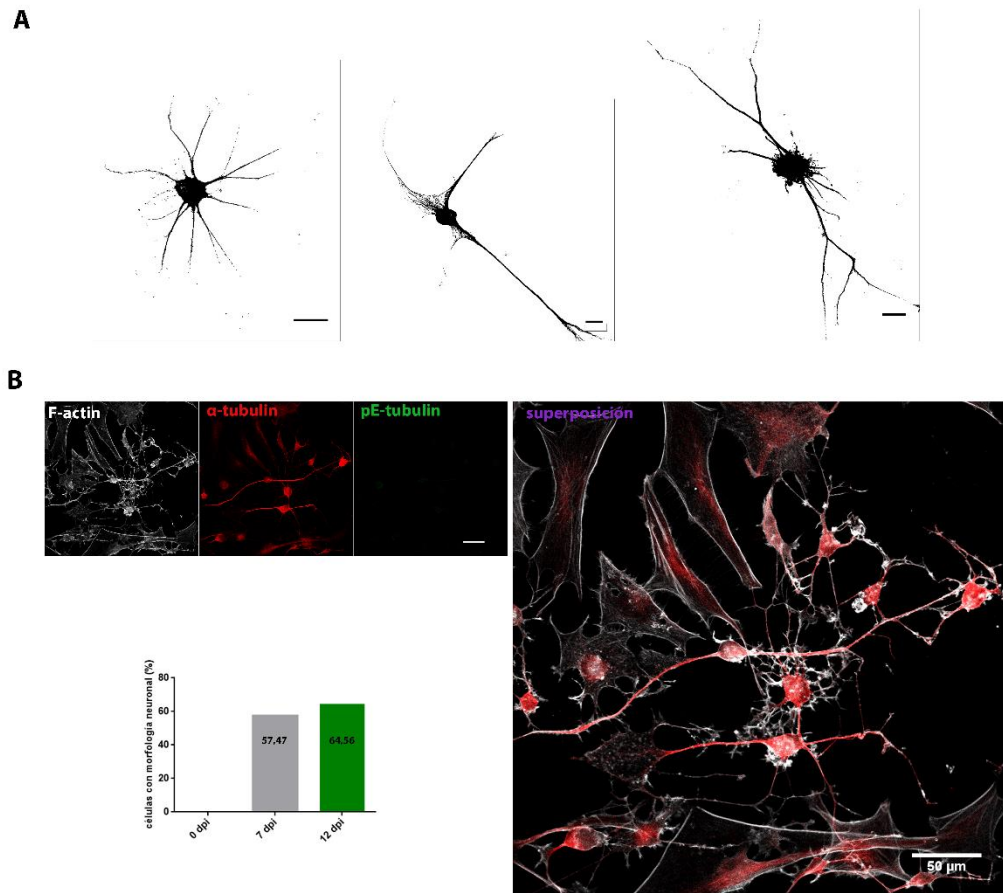 A
B
F-actin
α-tubulin
pE-tubulin
superposición
células con morfología neuronal (%)
80
60
40
20
0
57,47
64,56
0 dpi
7 dpi
12 dpi
50 µm